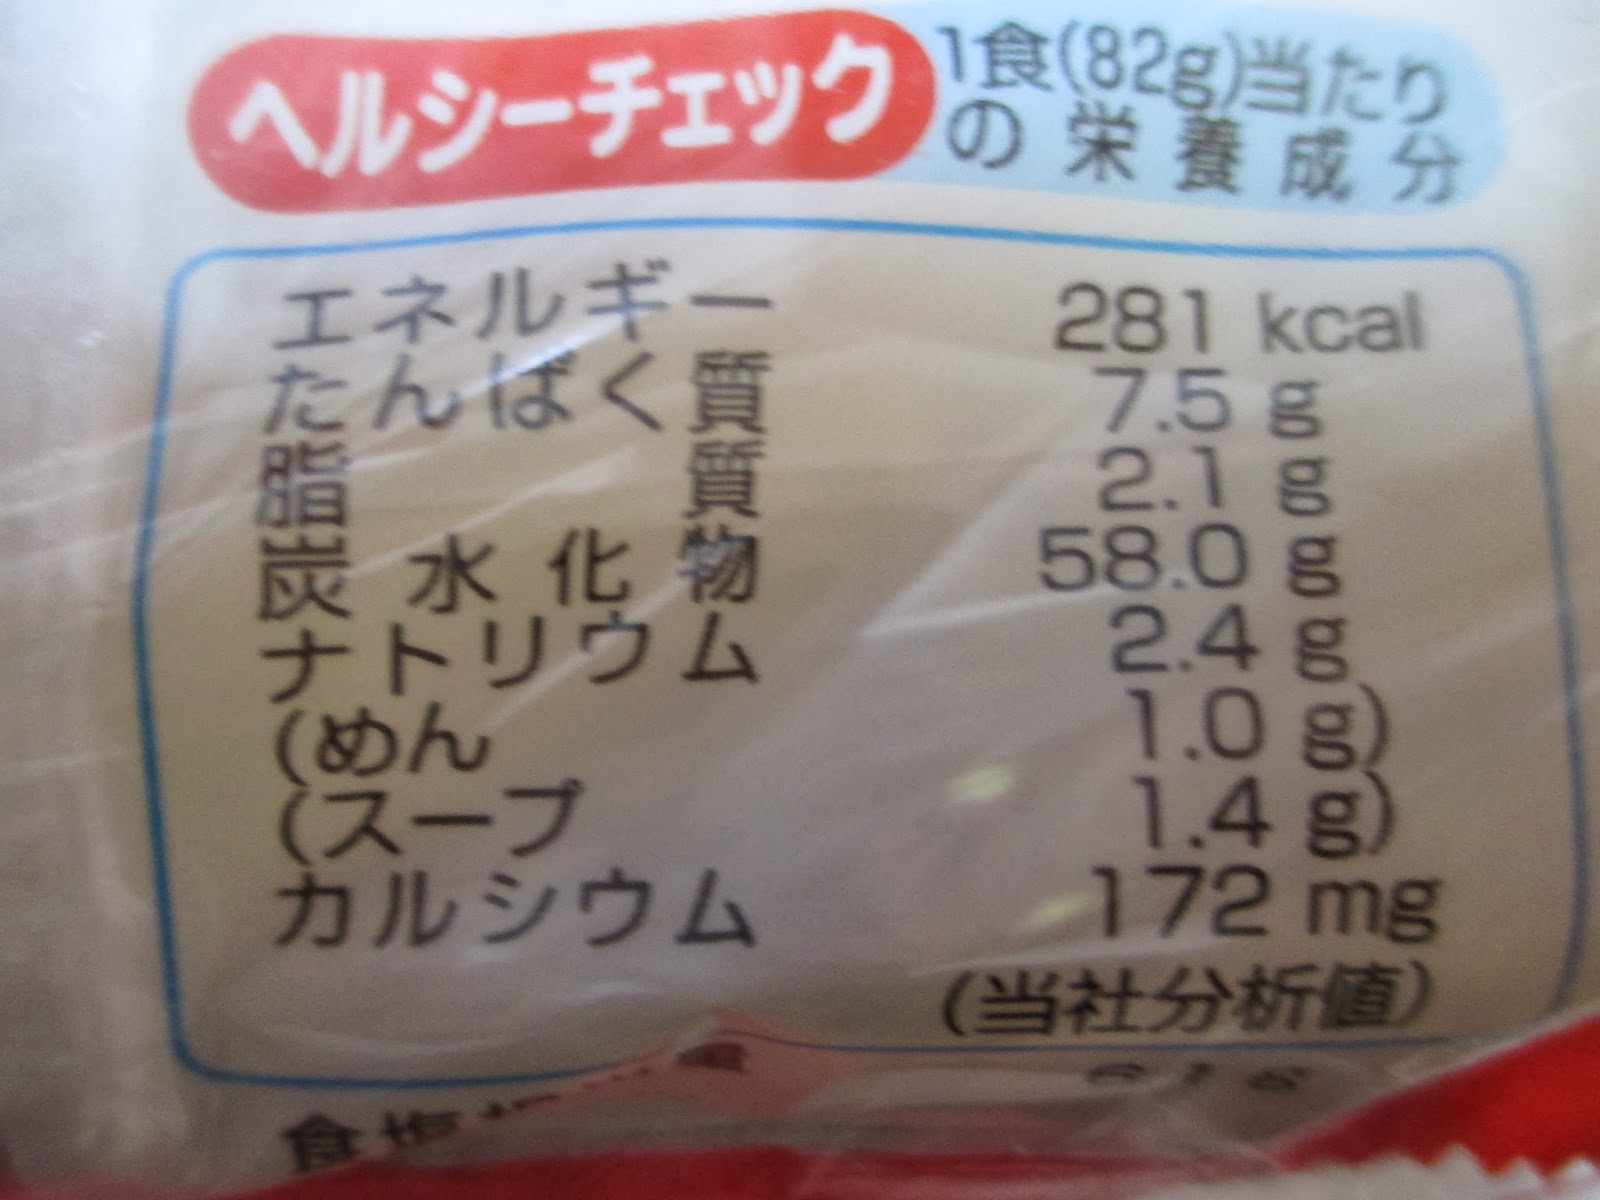 ヘルシーチェック
1食(82g)当たり
の栄養成分
エネルギー 281 kcal
たんぱく質 7.5 g
脂質 2.1 g
炭水化物 58.0 g
ナトリウム 2.4 g
(めん 1.0 g)
(スープ 1.4 g)
カルシウム 172 mg
(当社分析値)
食塩